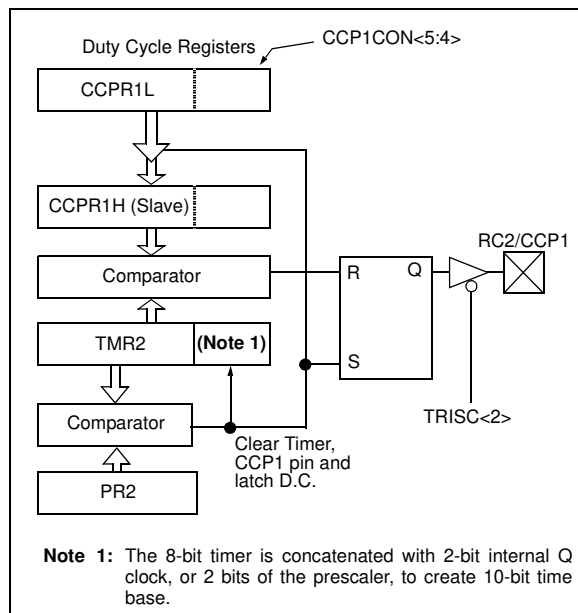 Duty Cycle Registers
CCP1CON<5:4>
CCPR1L
CCPR1H (Slave)
Comparator
R
Q
RC2/CCP1
TMR2
(Note 1)
S
Comparator
TRISC<2>
Clear Timer,
CCP1 pin and
latch D.C.
PR2
Note 1: The 8-bit timer is concatenated with 2-bit internal Q
clock, or 2 bits of the prescaler, to create 10-bit time
base.